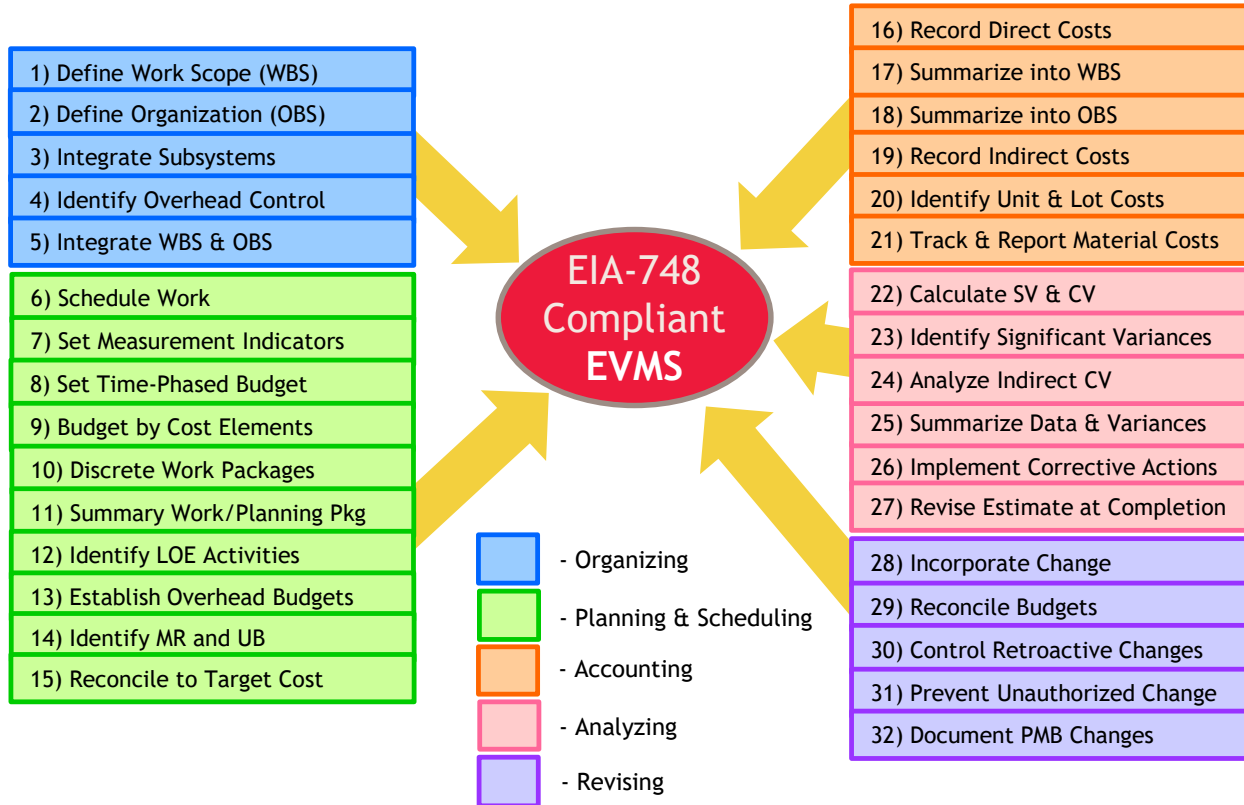 1) Define Work Scope (WBS)
2) Define Organization (OBS)
3) Integrate Subsystems
4) Identify Overhead Control
5) Integrate WBS & OBS
6) Schedule Work
7) Set Measurement Indicators
8) Set Time-Phased Budget
9) Budget by Cost Elements
10) Discrete Work Packages
11) Summary Work/Planning Pkg
12) Identify LOE Activities
13) Establish Overhead Budgets
14) Identify MR and UB
15) Reconcile to Target Cost
EIA-748
Compliant
EVMS
- Organizing
- Planning & Scheduling
- Accounting
- Analyzing
- Revising
16) Record Direct Costs
17) Summarize into WBS
18) Summarize into OBS
19) Record Indirect Costs
20) Identify Unit & Lot Costs
21) Track & Report Material Costs
22) Calculate SV & CV
23) Identify Significant Variances
24) Analyze Indirect CV
25) Summarize Data & Variances
26) Implement Corrective Actions
27) Revise Estimate at Completion
28) Incorporate Change
29) Reconcile Budgets
30) Control Retroactive Changes
31) Prevent Unauthorized Change
32) Document PMB Changes